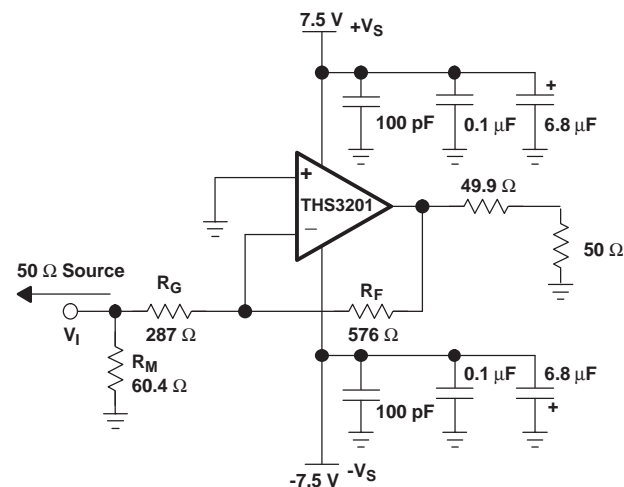 7.5 V
+VS
+
100 pF
0.1 μF
6.8 μF
+
THS3201
−
49.9 Ω
50 Ω
50 Ω Source
RG
RF
VI
287 Ω
576 Ω
RM
60.4 Ω
100 pF
0.1 μF
6.8 μF
+
-7.5 V
-VS